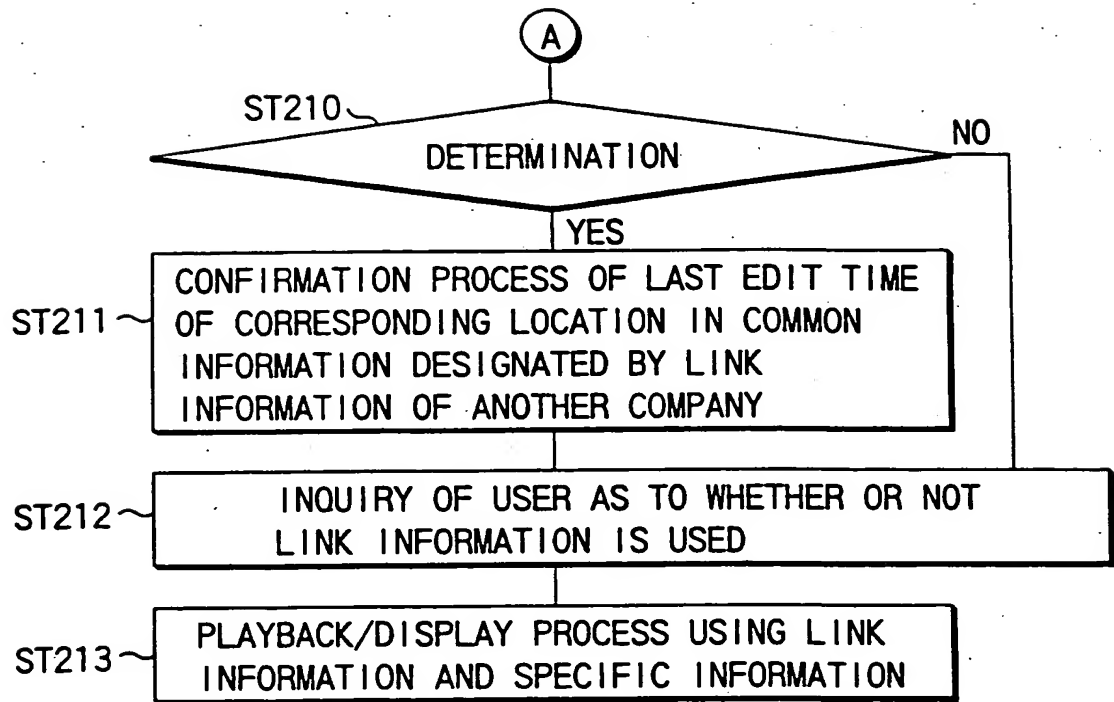 A
ST210
DETERMINATION
NO
YES
ST211
CONFIRMATION PROCESS OF LAST EDIT TIME
OF CORRESPONDING LOCATION IN COMMON
INFORMATION DESIGNATED BY LINK
INFORMATION OF ANOTHER COMPANY
ST212
INQUIRY OF USER AS TO WHETHER OR NOT
LINK INFORMATION IS USED
ST213
PLAYBACK/DISPLAY PROCESS USING LINK
INFORMATION AND SPECIFIC INFORMATION